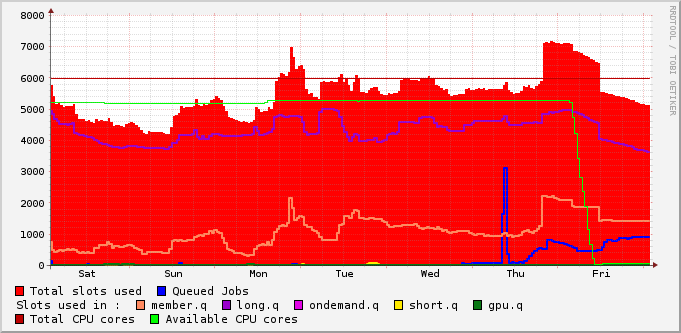 8000
7000
6000
5000
4000
3000
2000
1000
0
Sat Sun Mon Tue Wed Thu Fri
RRDTOOL / TOBI OETIKER
Total slots used Queued Jobs
Slots used in : member.q long.q ondemand.q short.q gpu.q
Total CPU cores Available CPU cores